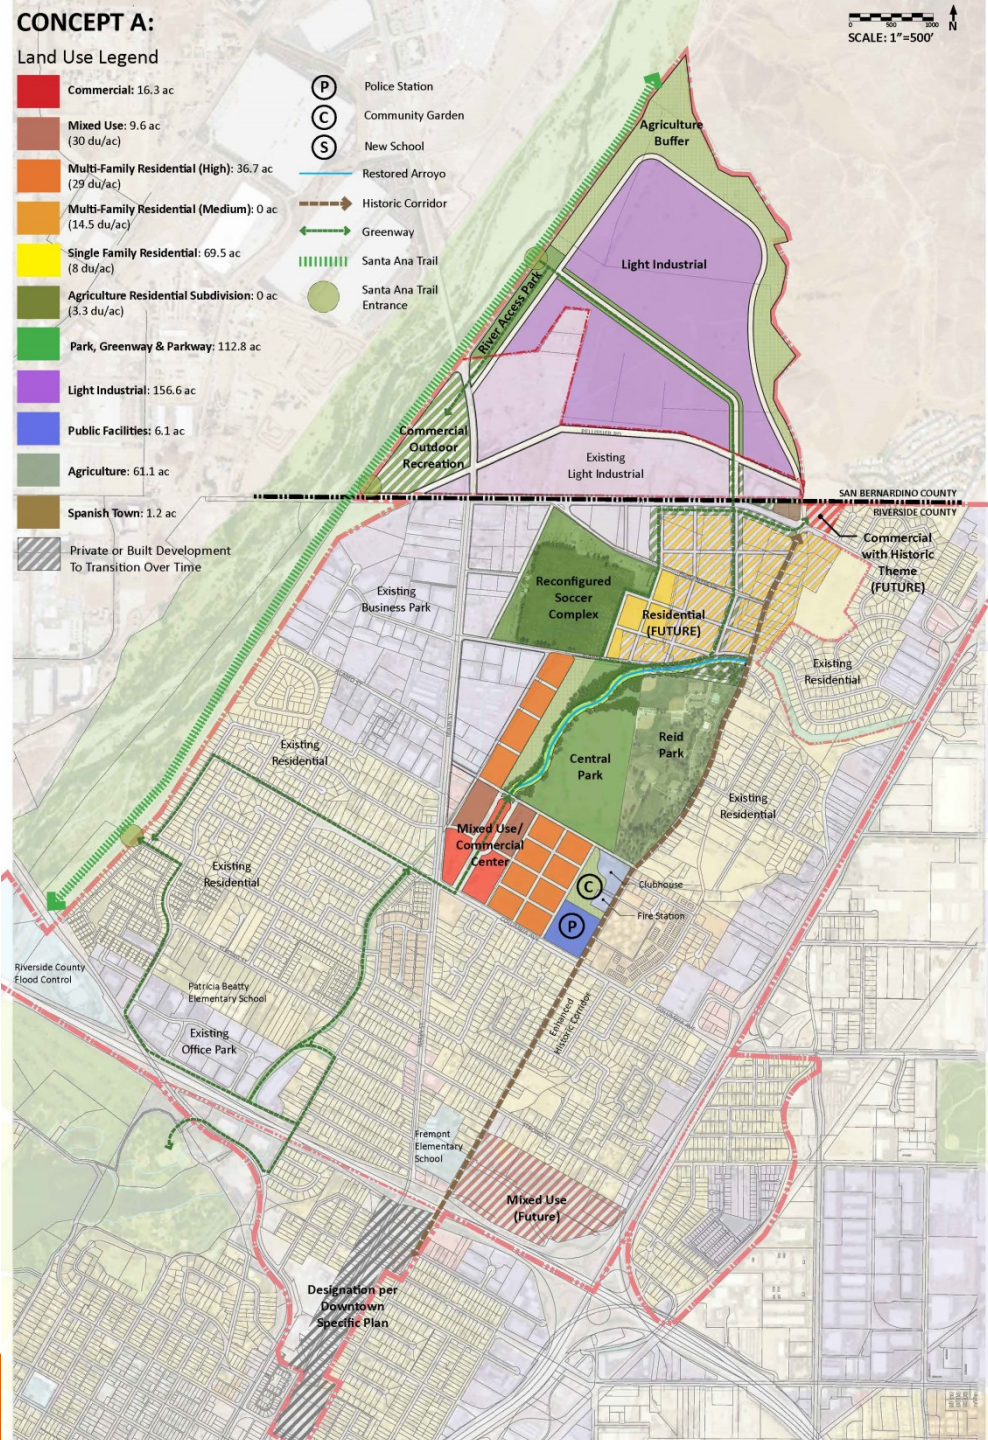 CONCEPT A:
Land Use Legend
Commercial: 16.3 ac
Mixed Use: 9.6 ac
(30 du/ac)
Multi-Family Residential (High): 36.7 ac
(29 du/ac)
Multi-Family Residential (Medium): 0 ac
(14.5 du/ac)
Single Family Residential: 69.5 ac
(8 du/ac)
Agriculture Residential Subdivision: 0 ac
(3.3 du/ac)
Park, Greenway & Parkway: 112.8 ac
Light Industrial: 156.6 ac
Public Facilities: 6.1 ac
Agriculture: 61.1 ac
Spanish Town: 1.2 ac
Private or Built Development
To Transition Over Time
P Police Station
C Community Garden
S New School
Restored Arroyo
Historic Corridor
Greenway
Santa Ana Trail
Santa Ana Trail
Entrance
0 500 1000
N
SCALE: 1"=500'
Agriculture
Buffer
Light Industrial
River Access Park
Commercial
Outdoor
Recreation
Existing
Light Industrial
SAN BERNARDINO COUNTY
RIVERSIDE COUNTY
Commercial
with Historic
Theme
(FUTURE)
Reconfigured
Soccer
Complex
Existing
Business Park
Residential
(FUTURE)
Existing
Residential
Reid
Park
Central
Park
Existing
Residential
Existing
Residential
Mixed Use/
Commercial
Center
Existing
Residential
C
Clubhouse
Fire Station
P
Riverside County
Flood Control
Patricia Beatty
Elementary School
Existing
Office Park
Enhanced
Historic Corridor
Fremont
Elementary
School
Mixed Use
(Future)
Designation per
Downtown
Specific Plan